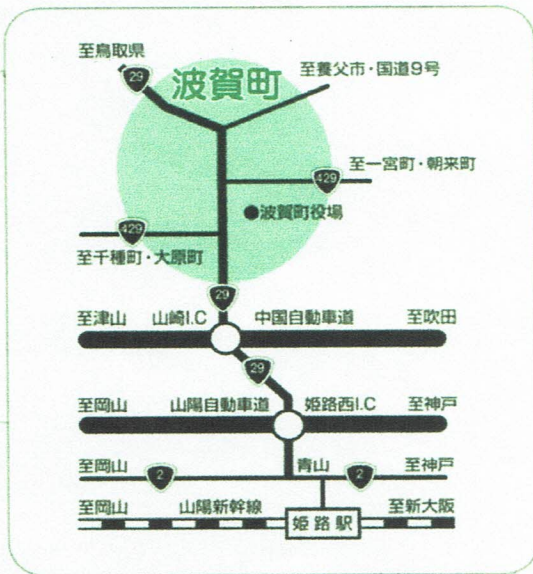 至鳥取県
29
波賀町
至養父市・国道9号
至一宮町・朝来町
429
●波賀町役場
429
至千種町・大原町
29
至津山 山崎I.C 中国自動車道 至吹田
29
至岡山 山陽自動車道 姫路西I.C 至神戸
至岡山 2 青山 2 至神戸
至岡山 山陽新幹線 至新大阪
姫路駅